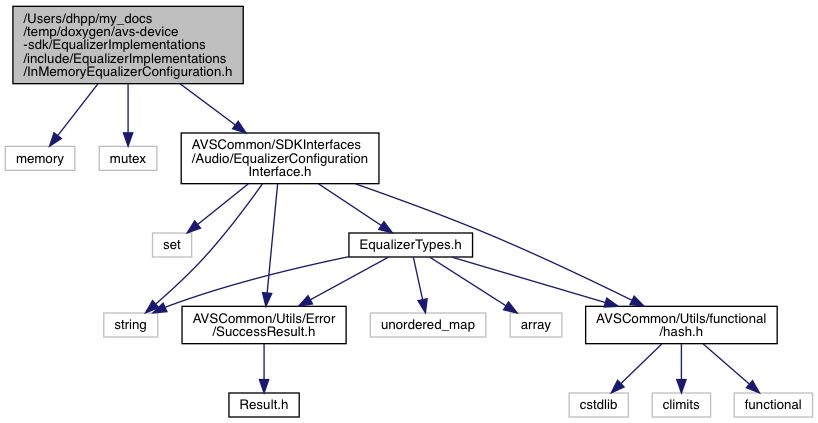 /Users/dhpp/my_docs
/temp/doxygen/avs-device
-sdk/EqualizerImplementations
/include/EqualizerImplementations
/InMemoryEqualizerConfiguration.h
memory
mutex
AVSCommon/SDKInterfaces
/Audio/EqualizerConfiguration
Interface.h
set
EqualizerTypes.h
string
AVSCommon/Utils/Error
/SuccessResult.h
unordered_map
array
AVSCommon/Utils/functional
/hash.h
Result.h
cstdlib
climits
functional